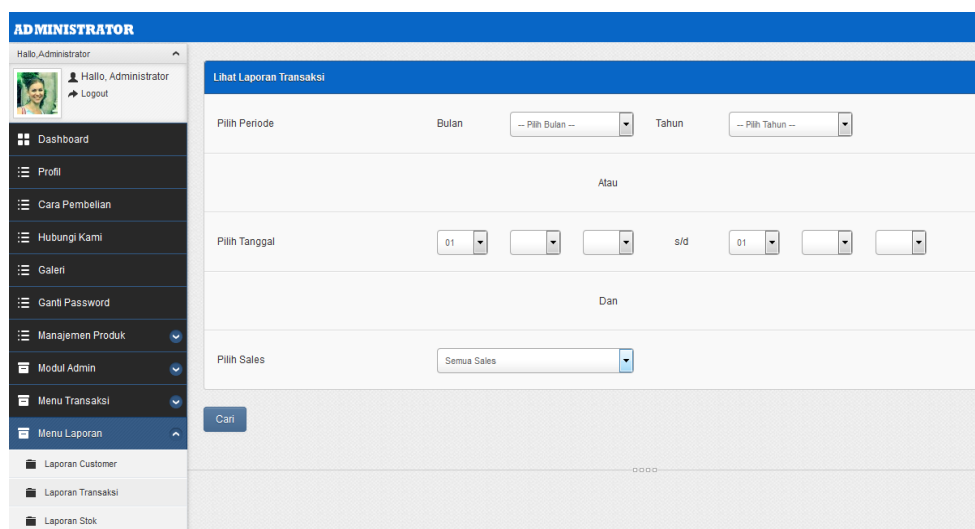 ADMINISTRATOR
Hallo,Administrator
Hallo, Administrator
Logout
Dashboard
Profil
Cara Pembelian
Hubungi Kami
Galeri
Ganti Password
Manajemen Produk
Modul Admin
Menu Transaksi
Menu Laporan
Laporan Customer
Laporan Transaksi
Laporan Stok
Lihat Laporan Transaksi
Pilih Periode Bulan -- Pilih Bulan -- Tahun -- Pilih Tahun --
Atau
Pilih Tanggal 01 s/d 01
Dan
Pilih Sales Semua Sales
Cari